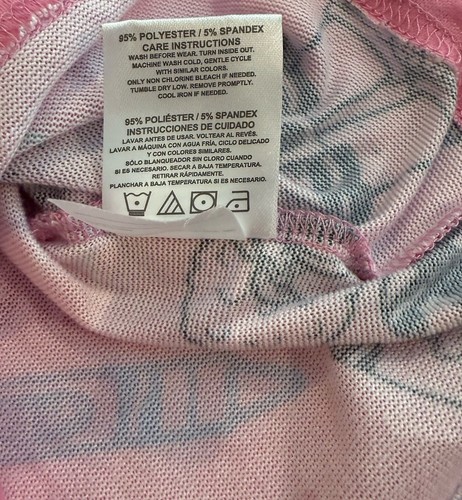 95% POLYESTER / 5% SPANDEX
CARE INSTRUCTIONS
WASH BEFORE WEAR. TURN INSIDE OUT.
MACHINE WASH COLD, GENTLE CYCLE
WITH SIMILAR COLORS.
ONLY NON CHLORINE BLEACH IF NEEDED.
TUMBLE DRY LOW. REMOVE PROMPTLY.
COOL IRON IF NEEDED.
95% POLIÉSTER / 5% SPANDEX
INSTRUCCIONES DE CUIDADO
LAVAR ANTES DE USAR. VOLTEAR AL REVÉS.
LAVAR A MÁQUINA CON AGUA FRÍA, CICLO DELICADO
Y CON COLORES SIMILARES.
SÓLO BLANQUEADOR SIN CLORO CUANDO
SI ES NECESARIO. SECAR A BAJA TEMPERATURA.
RETIRAR RÁPIDAMENTE.
PLANCHAR A BAJA TEMPERATURA SI ES NECESARIO.